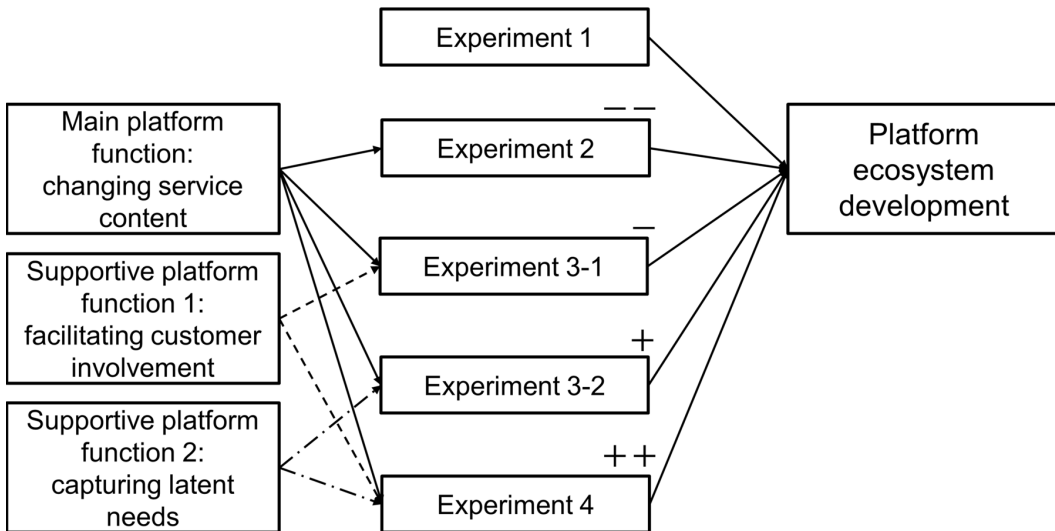 Experiment 1
Main platform
function:
changing service
content
− −
Experiment 2
Platform
ecosystem
development
−
Experiment 3-1
Supportive platform
function 1:
facilitating customer
involvement
+
Experiment 3-2
Supportive platform
function 2:
capturing latent
needs
++
Experiment 4